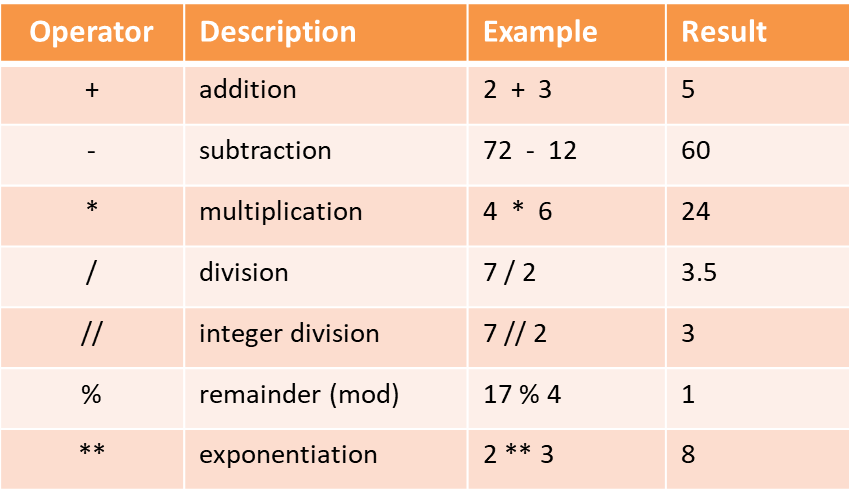 Operator Description Example Result
+ addition 2 + 3 5
- subtraction 72 - 12 60
* multiplication 4 * 6 24
/ division 7 / 2 3.5
// integer division 7 // 2 3
% remainder (mod) 17 % 4 1
** exponentiation 2 ** 3 8